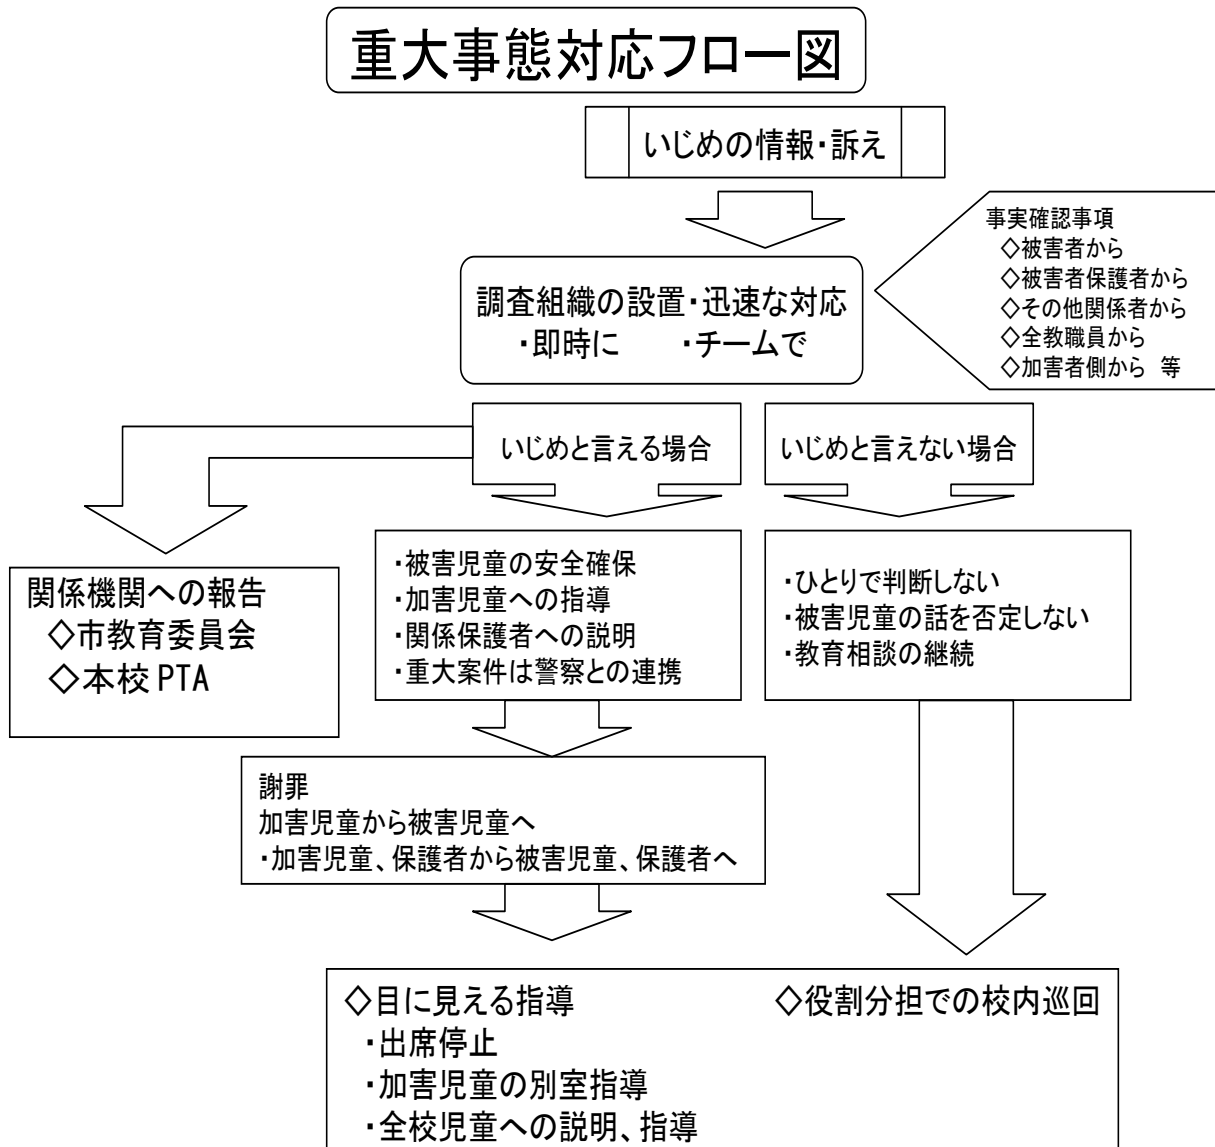 重大事態対応フロー図
いじめの情報・訴え
事実確認事項
◇被害者から
◇被害者保護者から
◇その他関係者から
◇全教職員から
◇加害者側から 等
調査組織の設置・迅速な対応
・即時に ・チームで
いじめと言える場合
いじめと言えない場合
関係機関への報告
◇市教育委員会
◇本校 PTA
・被害児童の安全確保
・加害児童への指導
・関係保護者への説明
・重大案件は警察との連携
・ひとりで判断しない
・被害児童の話を否定しない
・教育相談の継続
謝罪
加害児童から被害児童へ
・加害児童、保護者から被害児童、保護者へ
◇目に見える指導 ◇役割分担での校内巡回
・出席停止
・加害児童の別室指導
・全校児童への説明、指導